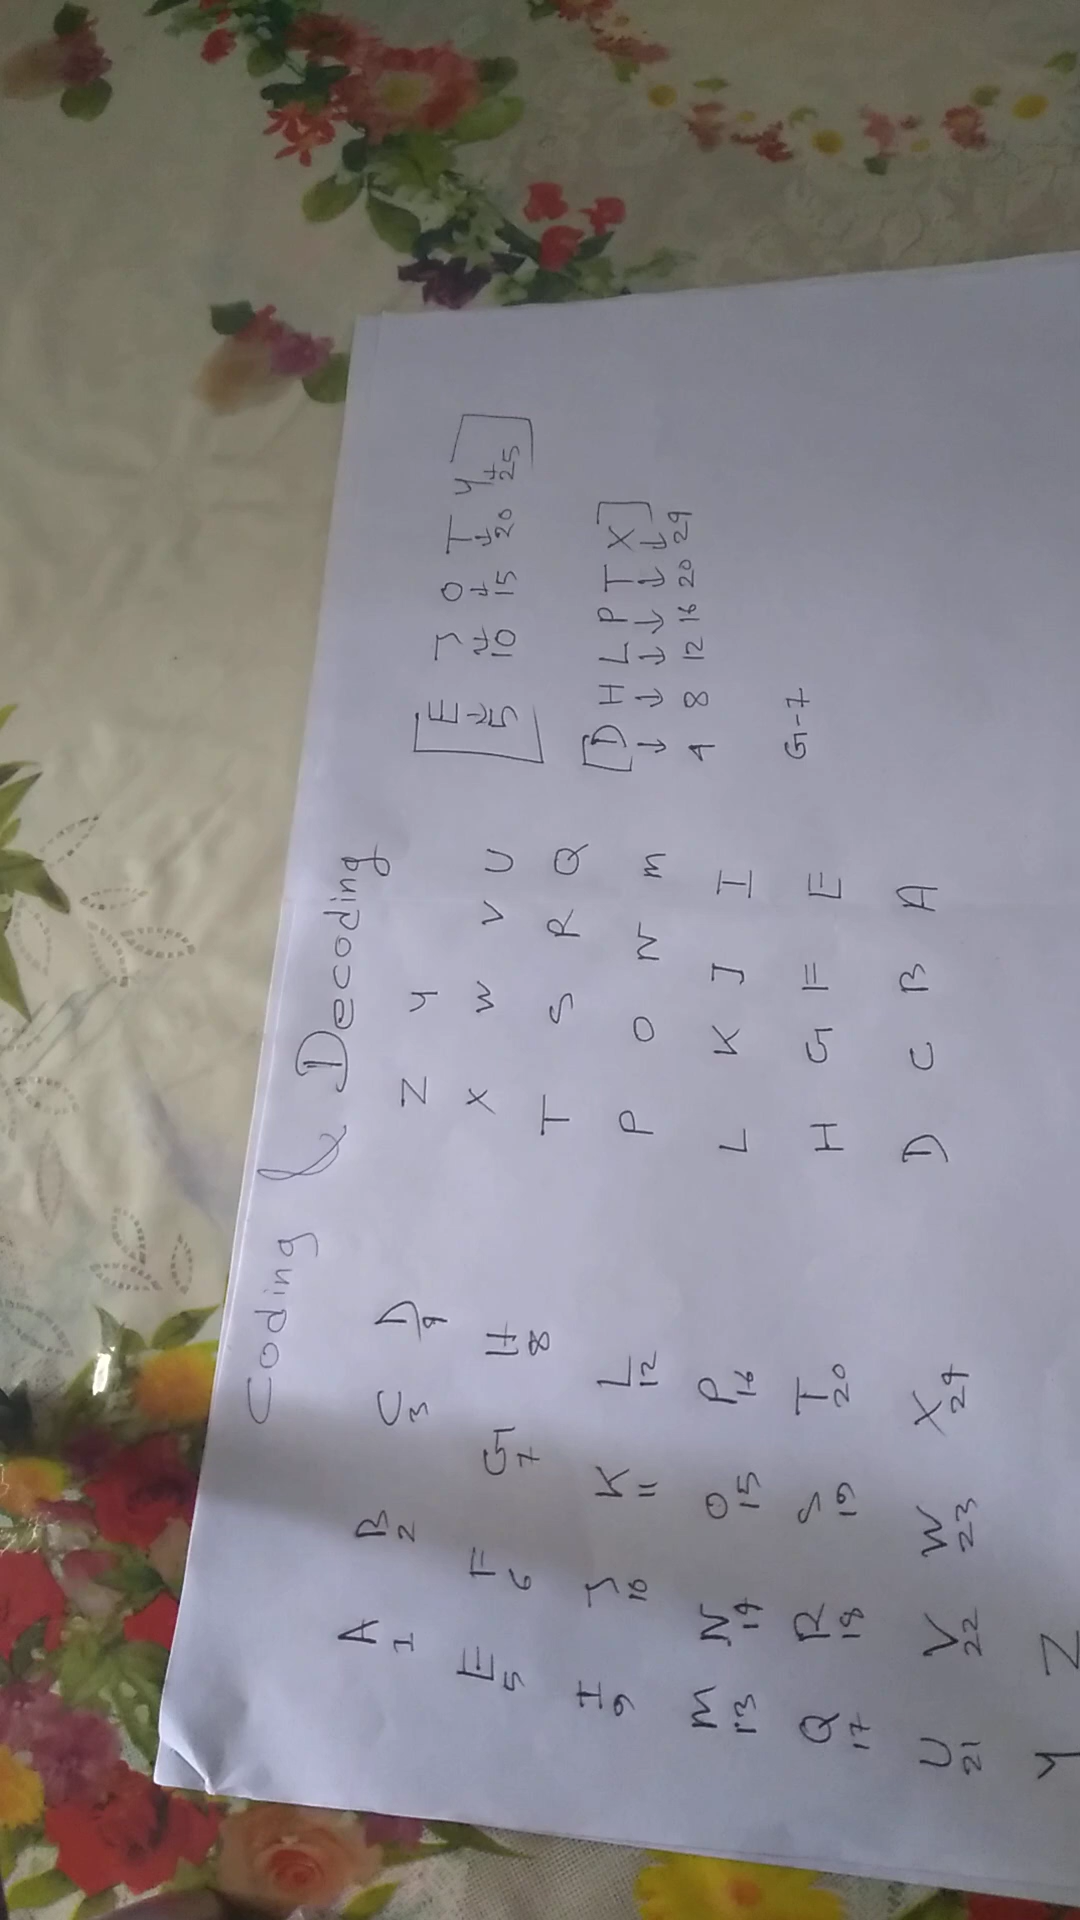 Coding & Decoding
A B C D
1 2 3 4
E F G H
5 6 7 8
I J K L
9 10 11 12
M N O P
13 14 15 16
Q R S T
17 18 19 20
U V W X
21 22 23 24
Y Z
Z Y
X W V U
T S R Q
P O N M
L K J I
H G F E
D C B A
[E J O T Y]
↓ ↓ ↓ ↓ ↓
5 10 15 20 25
[D H L P T X]
↓ ↓ ↓ ↓ ↓ ↓
4 8 12 16 20 24
G-7